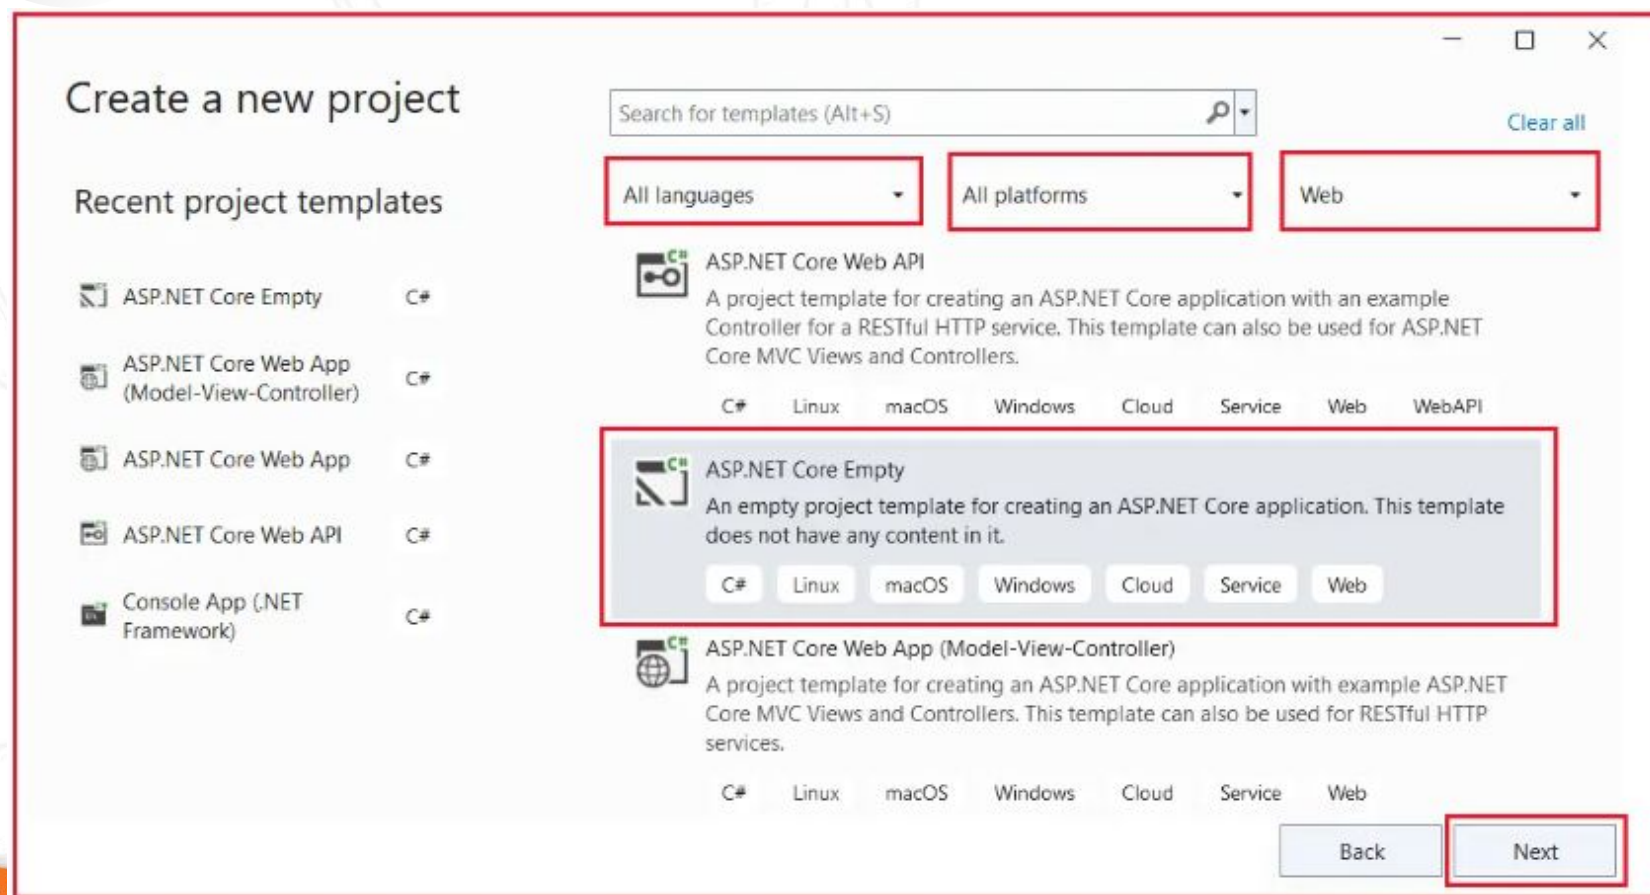 Create a new project
Search for templates (Alt+S)
Clear all
Recent project templates
All languages
All platforms
Web
ASP.NET Core Empty C#
ASP.NET Core Web App
(Model-View-Controller) C#
ASP.NET Core Web App C#
ASP.NET Core Web API C#
Console App (.NET
Framework) C#
C#
ASP.NET Core Web API
A project template for creating an ASP.NET Core application with an example
Controller for a RESTful HTTP service. This template can also be used for ASP.NET
Core MVC Views and Controllers.
C# Linux macOS Windows Cloud Service Web WebAPI
C#
ASP.NET Core Empty
An empty project template for creating an ASP.NET Core application. This template
does not have any content in it.
C# Linux macOS Windows Cloud Service Web
C#
ASP.NET Core Web App (Model-View-Controller)
A project template for creating an ASP.NET Core application with example ASP.NET
Core MVC Views and Controllers. This template can also be used for RESTful HTTP
services.
C# Linux macOS Windows Cloud Service Web
Back
Next